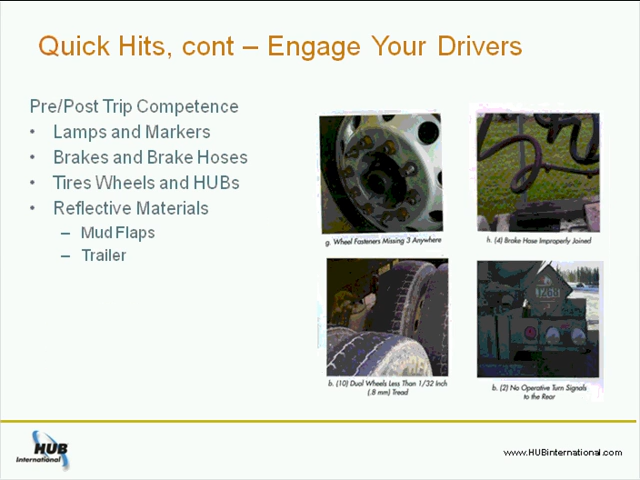 Quick Hits, cont – Engage Your Drivers
Pre/Post Trip Competence
• Lamps and Markers
• Brakes and Brake Hoses
• Tires Wheels and HUBs
• Reflective Materials
– Mud Flaps
– Trailer
g. Wheel Fasteners Missing 3 Anywhere
h. (4) Brake Hose Improperly Joined
1268
b. (10) Dual Wheels Less Than 1/32 Inch
(.8 mm) Tread
b. (2) No Operative Turn Signals
to the Rear
HUB
International
www.HUBinternational.com